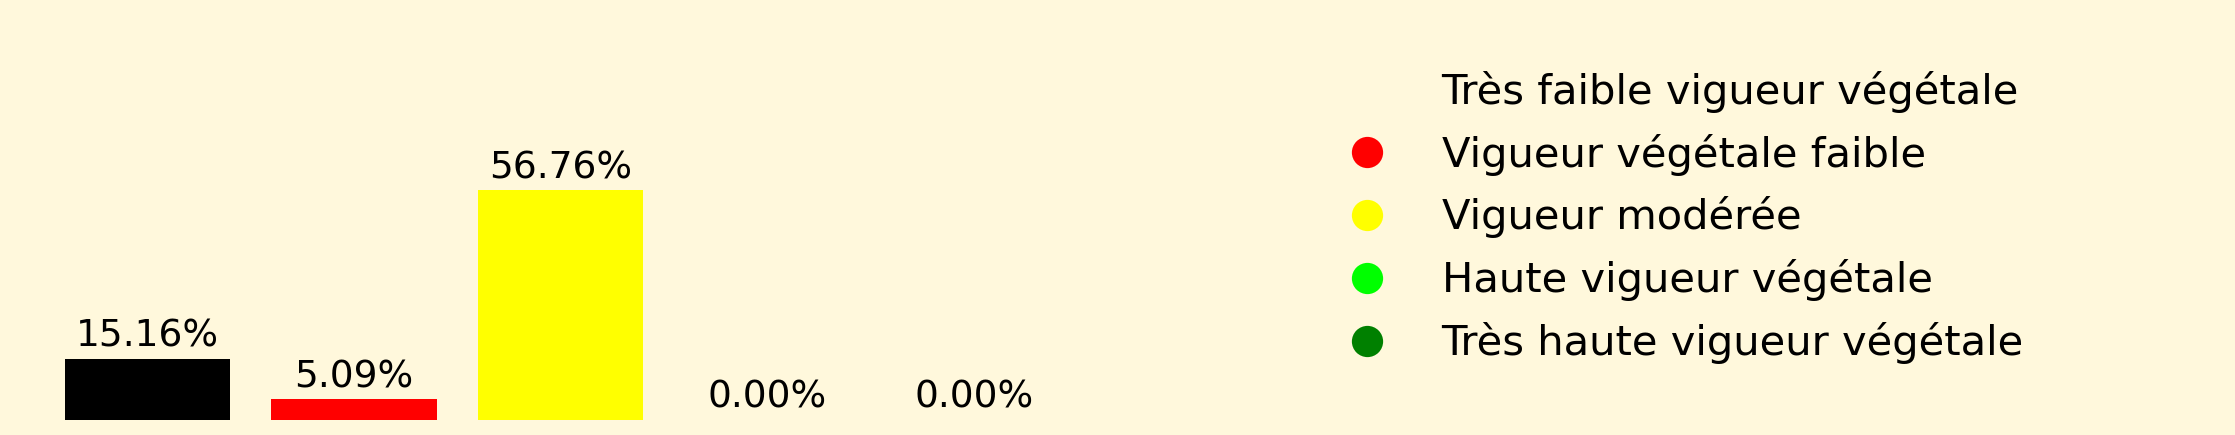 15.16%
5.09%
56.76%
0.00%
0.00%
Très faible vigueur végétale
Vigueur végétale faible
Vigueur modérée
Haute vigueur végétale
Très haute vigueur végétale